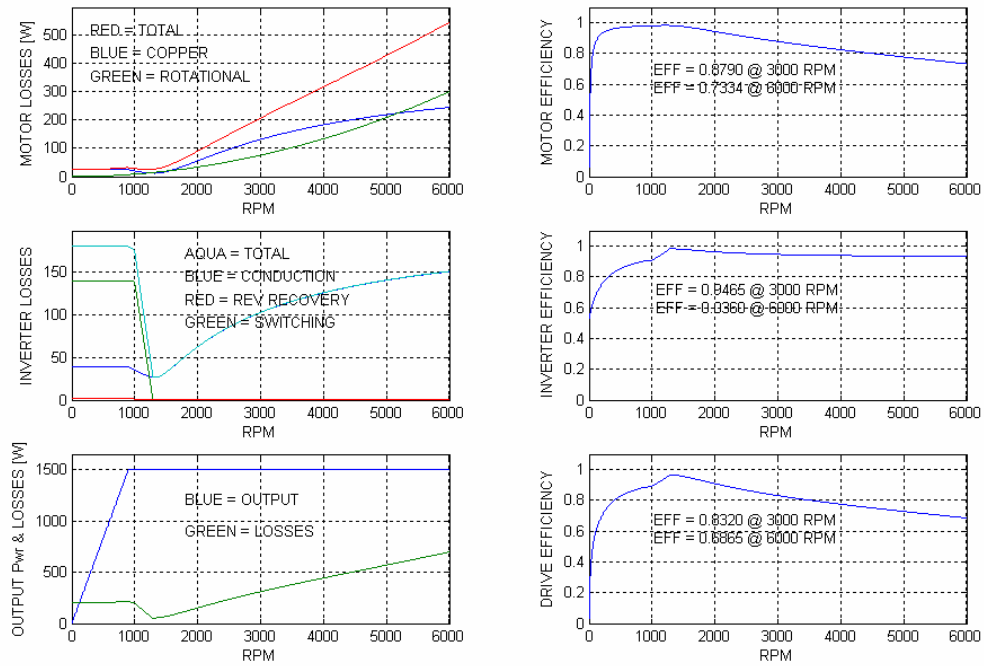 MOTOR LOSSES [W]
500
400
300
200
100
0
RED = TOTAL
BLUE = COPPER
GREEN = ROTATIONAL
0 1000 2000 3000 4000 5000 6000
RPM
MOTOR EFFICIENCY
1
0.8
0.6
0.4
0.2
0
EFF = 0.8790 @ 3000 RPM
EFF = 0.7334 @ 6000 RPM
0 1000 2000 3000 4000 5000 6000
RPM
INVERTER LOSSES
150
100
50
0
AQUA = TOTAL
BLUE = CONDUCTION
RED = REV RECOVERY
GREEN = SWITCHING
0 1000 2000 3000 4000 5000 6000
RPM
INVERTER EFFICIENCY
1
0.8
0.6
0.4
0.2
0
EFF = 0.9465 @ 3000 RPM
EFF = 0.9360 @ 6000 RPM
0 1000 2000 3000 4000 5000 6000
RPM
OUTPUT Pwr & LOSSES [W]
1500
1000
500
0
BLUE = OUTPUT
GREEN = LOSSES
0 1000 2000 3000 4000 5000 6000
RPM
DRIVE EFFICIENCY
1
0.8
0.6
0.4
0.2
0
EFF = 0.8320 @ 3000 RPM
EFF = 0.6865 @ 6000 RPM
0 1000 2000 3000 4000 5000 6000
RPM